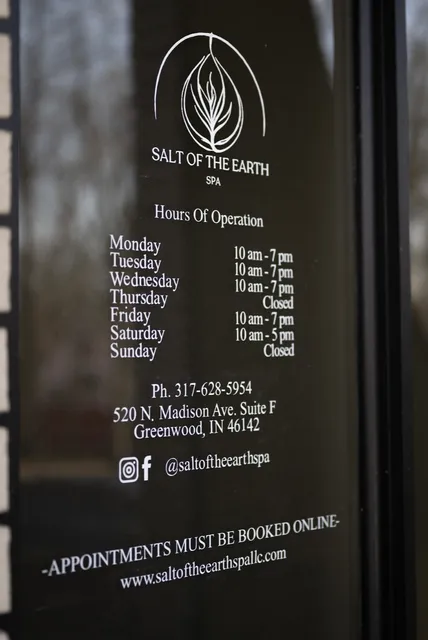 SALT OF THE EARTH
SPA
Hours Of Operation
Monday 10 am - 7 pm
Tuesday 10 am - 7 pm
Wednesday 10 am - 7 pm
Thursday Closed
Friday 10 am - 7 pm
Saturday 10 am - 5 pm
Sunday Closed
Ph. 317-628-5954
520 N. Madison Ave. Suite F
Greenwood, IN 46142
@saltoftheearthspa
-APPOINTMENTS MUST BE BOOKED ONLINE-
www.saltoftheearthspallc.com